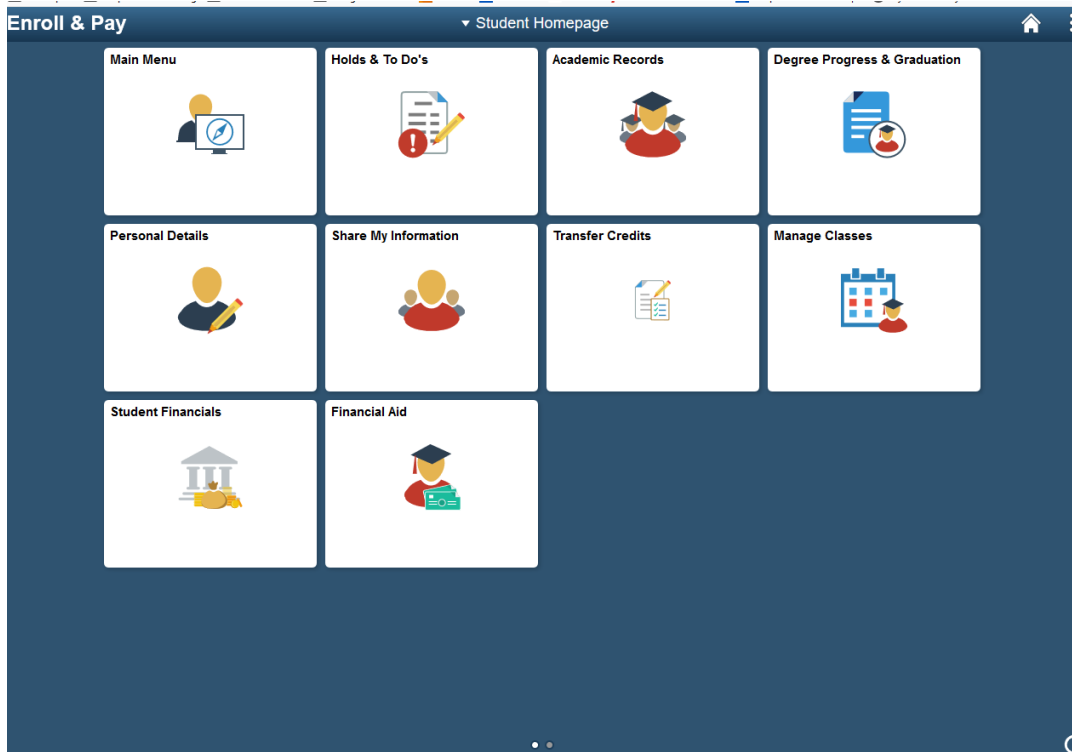 Enroll & Pay
Student Homepage
Main Menu
Holds & To Do's
Academic Records
Degree Progress & Graduation
Personal Details
Share My Information
Transfer Credits
Manage Classes
Student Financials
Financial Aid